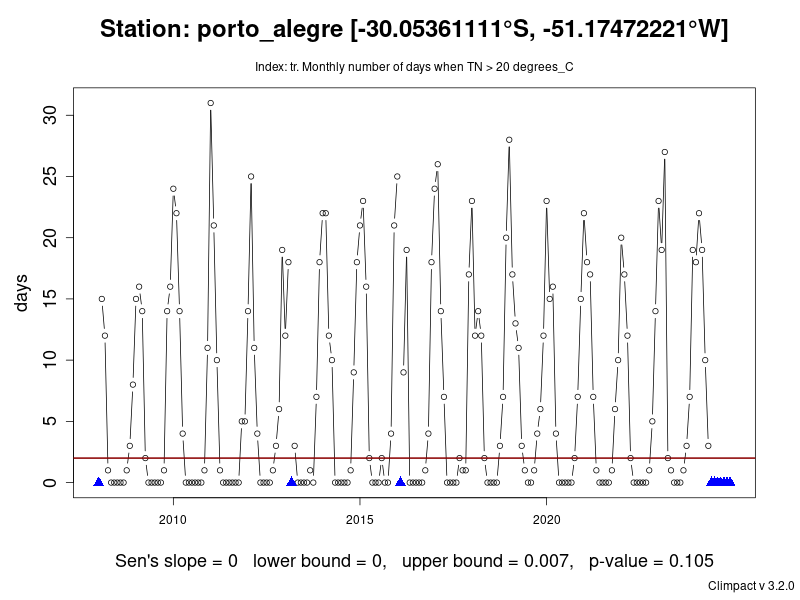 Station: porto_alegre [-30.05361111°S, -51.17472221°W]
Index: tr. Monthly number of days when TN > 20 degrees_C
30
25
20
15
10
5
0
days
2010 2015 2020
Sen's slope = 0 lower bound = 0, upper bound = 0.007, p-value = 0.105
Climpact v 3.2.0